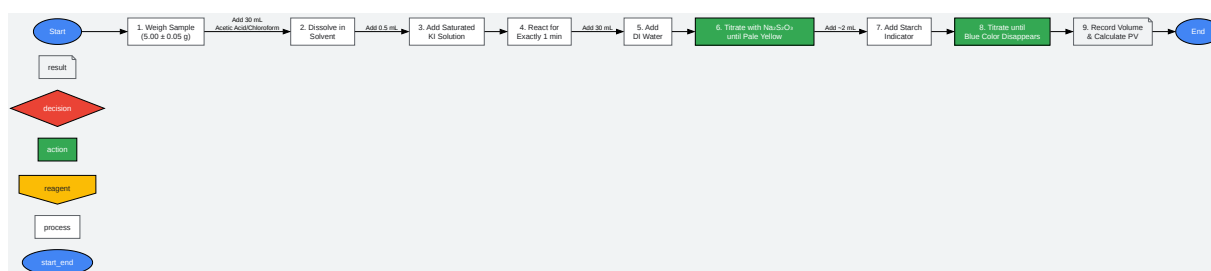 Start
1. Weigh Sample
(5.00 ± 0.05 g)
Add 30 mL
Acetic Acid/Chloroform
2. Dissolve in
Solvent
Add 0.5 mL
3. Add Saturated
KI Solution
4. React for
Exactly 1 min
Add 30 mL
5. Add
DI Water
6. Titrate with Na₂S₂O₃
until Pale Yellow
Add ~2 mL
7. Add Starch
Indicator
8. Titrate until
Blue Color Disappears
9. Record Volume
& Calculate PV
End
result
decision
action
reagent
process
start_end